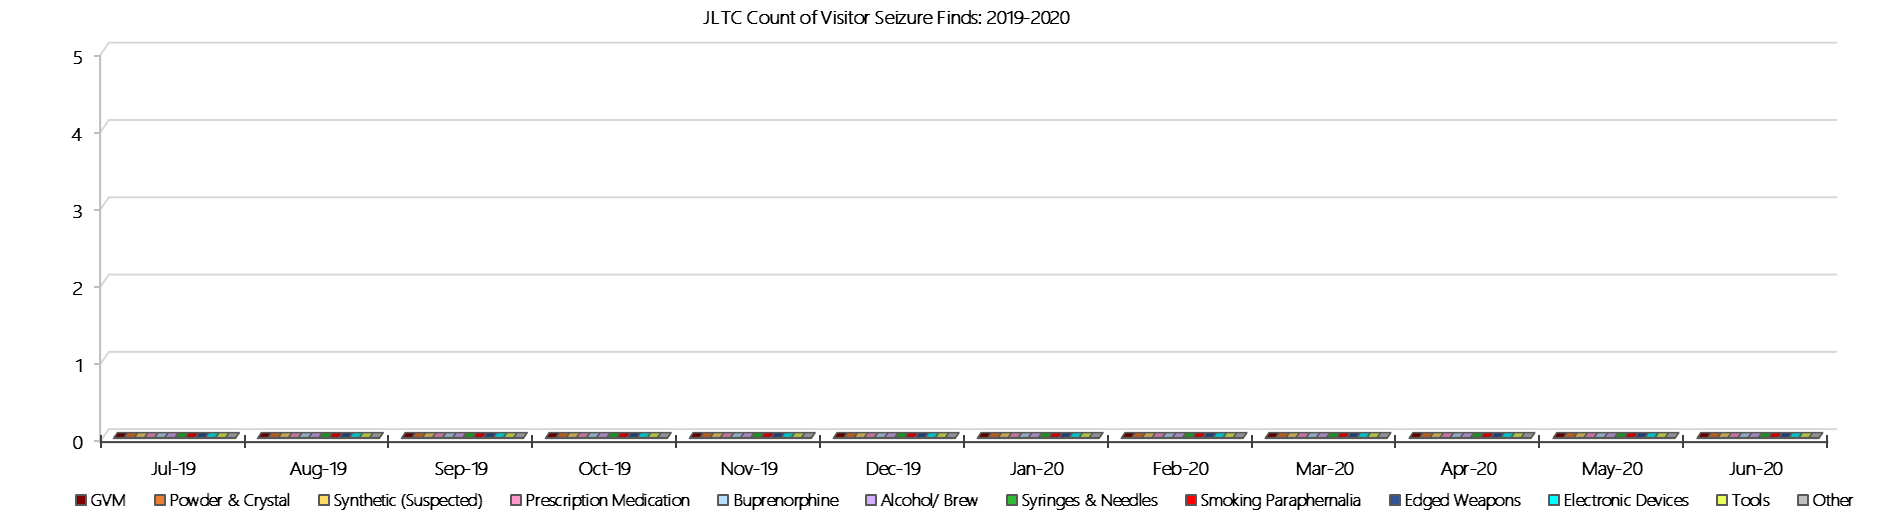 JLTC Count of Visitor Seizure Finds: 2019-2020
5
4
3
2
1
0
Jul-19 Aug-19 Sep-19 Oct-19 Nov-19 Dec-19 Jan-20 Feb-20 Mar-20 Apr-20 May-20 Jun-20
GVM Powder & Crystal Synthetic (Suspected) Prescription Medication Buprenorphine Alcohol/ Brew Syringes & Needles Smoking Paraphernalia Edged Weapons Electronic Devices Tools Other